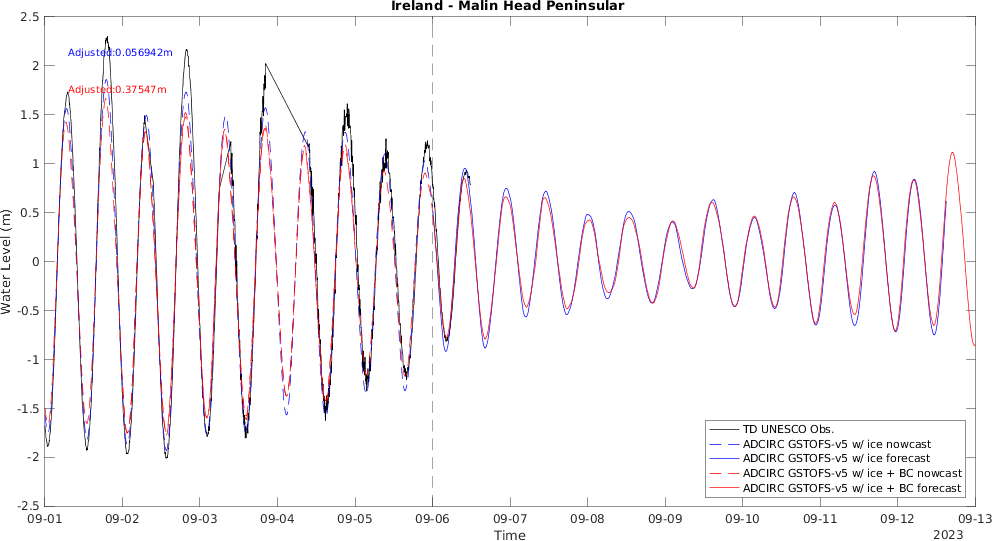 Ireland - Malin Head Peninsular
2.5
2
1.5
1
0.5
0
-0.5
-1
-1.5
-2
-2.5
Water Level (m)
Adjusted:0.056942m
Adjusted:0.37547m
TD UNESCO Obs.
ADCIRC GSTOFS-v5 w/ ice nowcast
ADCIRC GSTOFS-v5 w/ ice forecast
ADCIRC GSTOFS-v5 w/ ice + BC nowcast
ADCIRC GSTOFS-v5 w/ ice + BC forecast
09-01 09-02 09-03 09-04 09-05 09-06 09-07 09-08 09-09 09-10 09-11 09-12 09-13
Time
2023